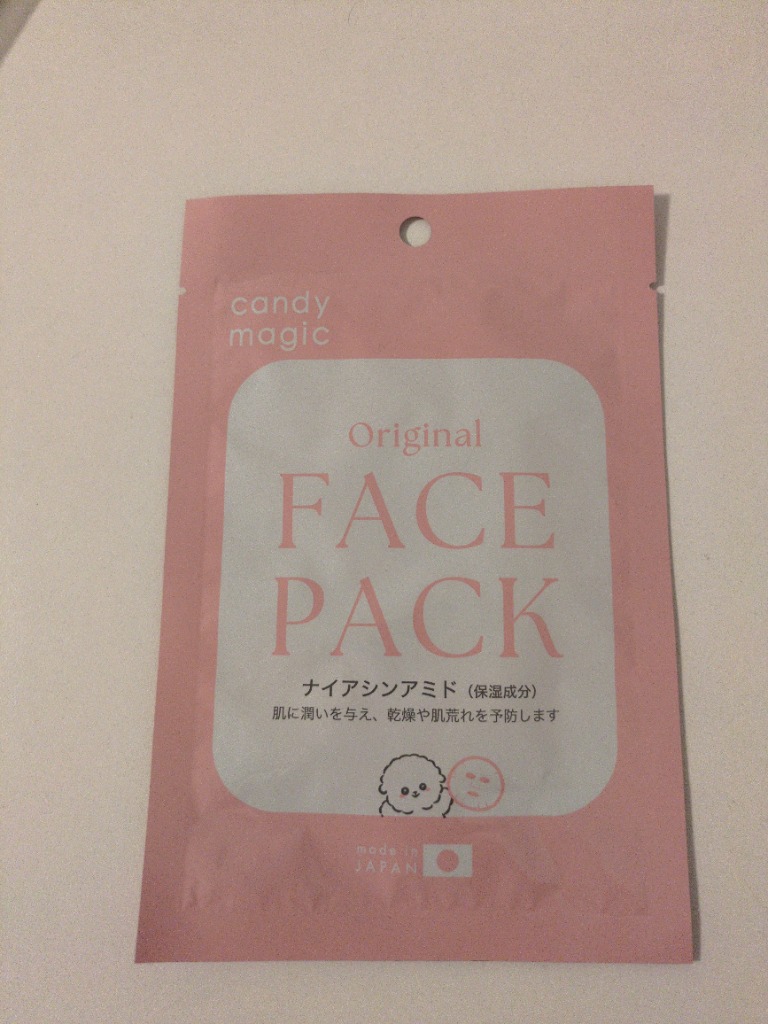 candy
magic
Original
FACE
PACK
ナイアシンアミド（保湿成分）
肌に潤いを与え、乾燥や肌荒れを予防します
made in
JAPAN